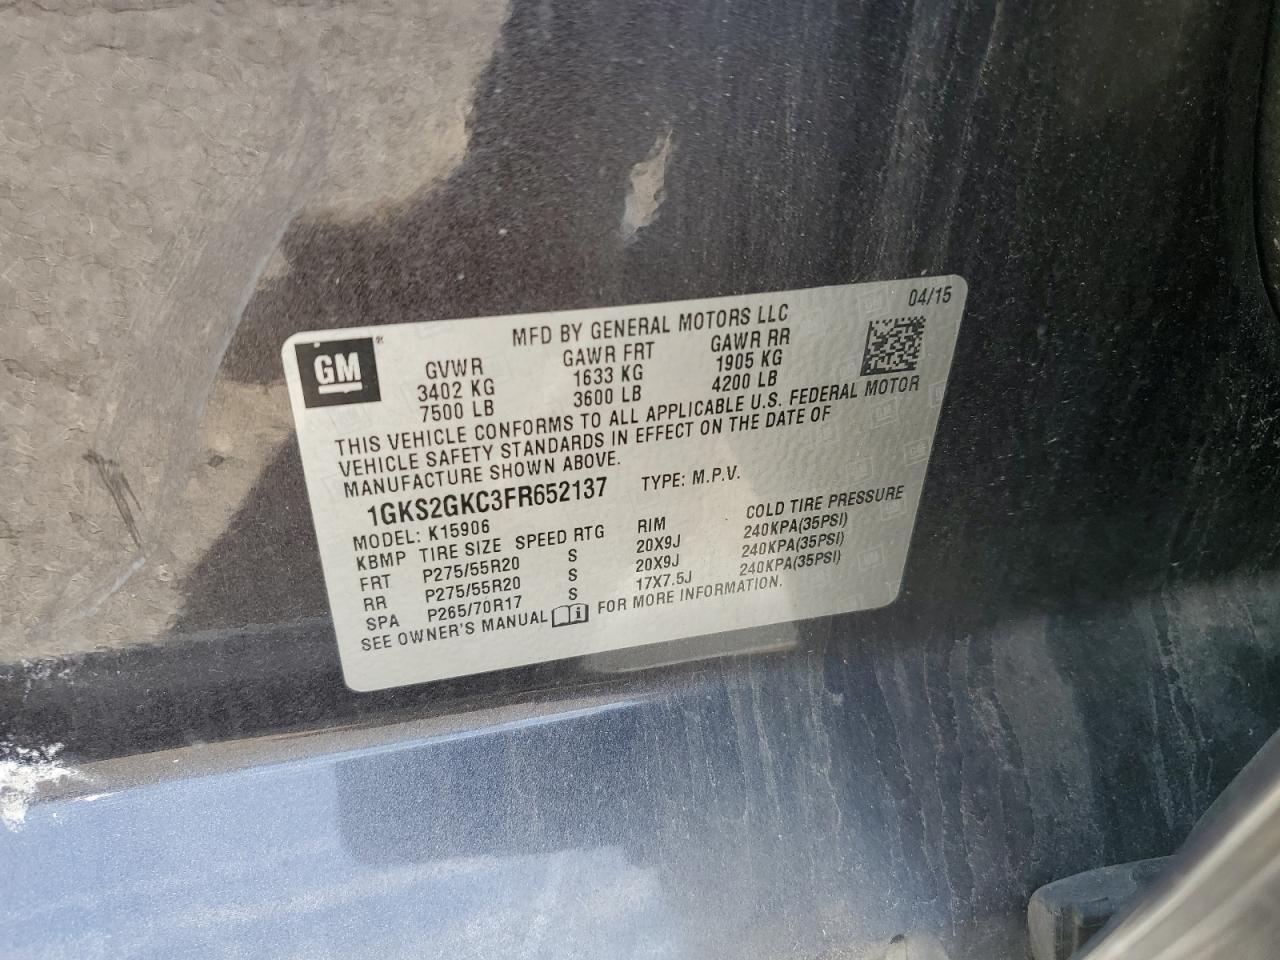 04/15
MFD BY GENERAL MOTORS LLC
GM®
GVWR GAWR FRT GAWR RR
3402 KG 1633 KG 1905 KG
7500 LB 3600 LB 4200 LB
THIS VEHICLE CONFORMS TO ALL APPLICABLE U.S. FEDERAL MOTOR
VEHICLE SAFETY STANDARDS IN EFFECT ON THE DATE OF
MANUFACTURE SHOWN ABOVE.
1GKS2GKC3FR652137 TYPE: M.P.V.
MODEL: K15906
KBMP TIRE SIZE SPEED RTG RIM COLD TIRE PRESSURE
FRT P275/55R20 S 20X9J 240KPA(35PSI)
RR P275/55R20 S 20X9J 240KPA(35PSI)
SPA P265/70R17 S 17X7.5J 240KPA(35PSI)
SEE OWNER'S MANUAL i FOR MORE INFORMATION.